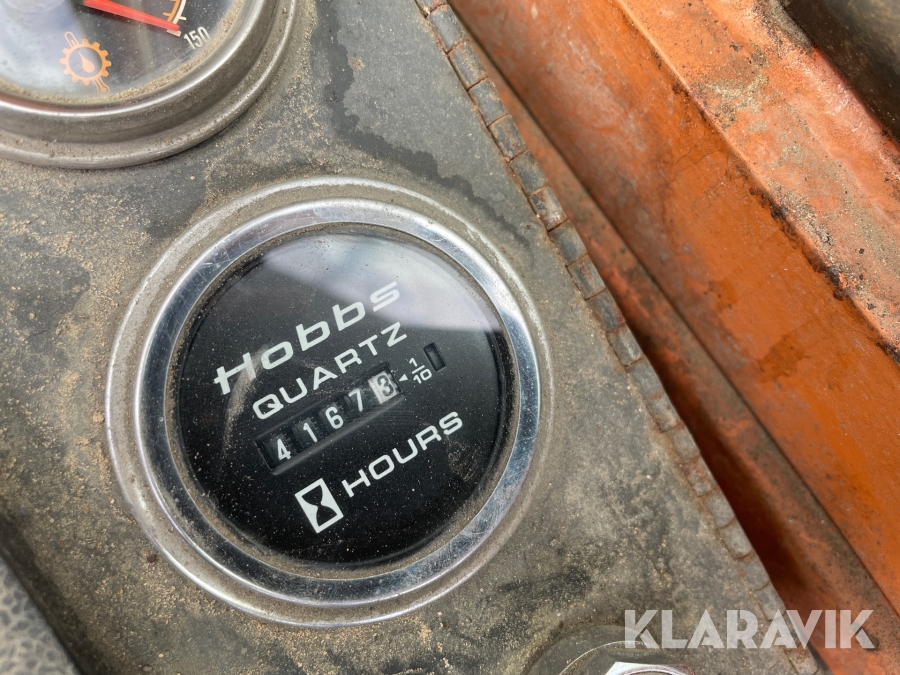 150
Hobbs
QUARTZ
41673 ◄ 1/10
HOURS
KLARAVIK